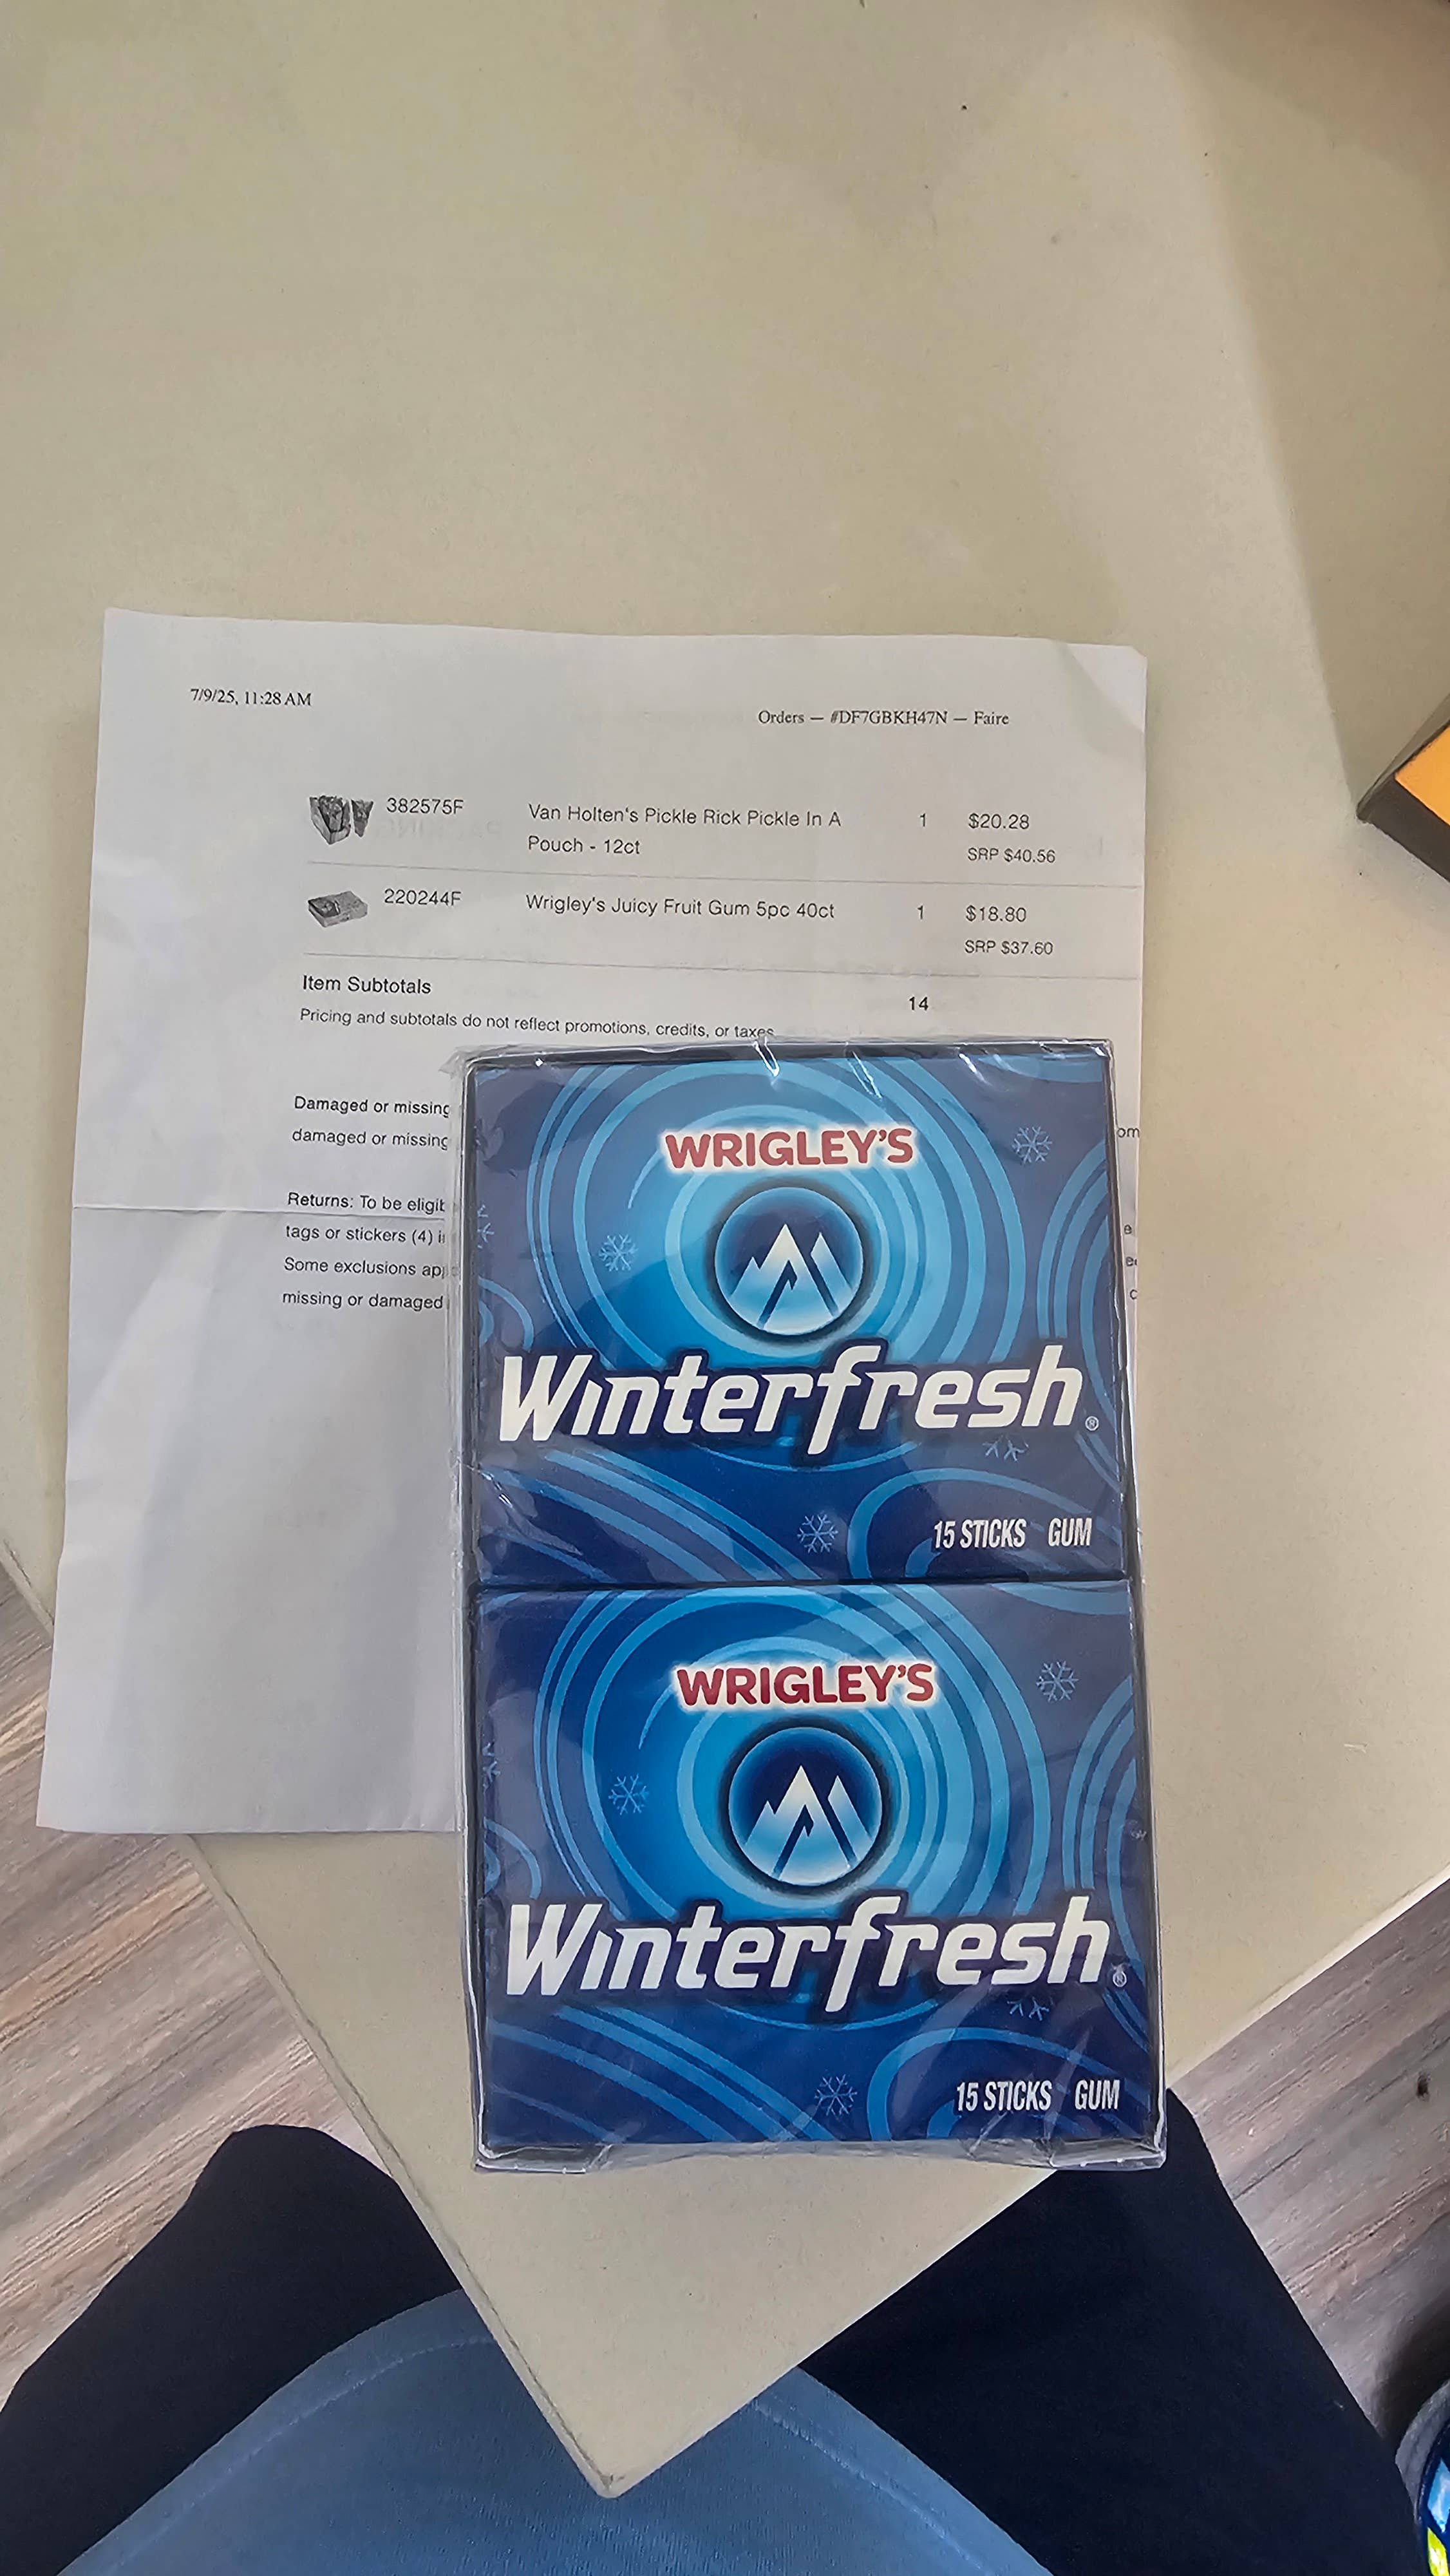 7/9/25, 11:28 AM
Orders — #DF7GBKH47N — Faire
382575F Van Holten's Pickle Rick Pickle In A 1 $20.28
Pouch - 12ct SRP $40.56
220244F Wrigley's Juicy Fruit Gum 5pc 40ct 1 $18.80
SRP $37.60
Item Subtotals 14
Pricing and subtotals do not reflect promotions, credits, or taxes
Damaged or missing
damaged or missing
Returns: To be
tags or stickers (4)
Some exclusions
missing or damaged
WRIGLEY'S
Winterfresh®
15 STICKS GUM
WRIGLEY'S
Winterfresh®
15 STICKS GUM